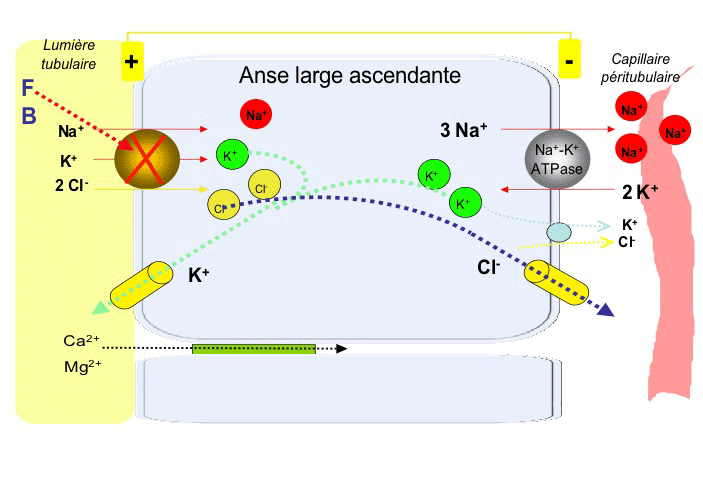 Lumière
tubulaire
+
-
Anse large ascendante
Capillaire
péritubulaire
F
B
Na⁺
K⁺
2 Cl⁻
Na⁺
K⁺
Cl⁻
Cl⁻
3 Na⁺
K⁺
K⁺
Na⁺-K⁺
ATPase
Na⁺
Na⁺
Na⁺
2 K⁺
K⁺
Cl⁻
K⁺
Cl⁻
Ca²⁺
Mg²⁺